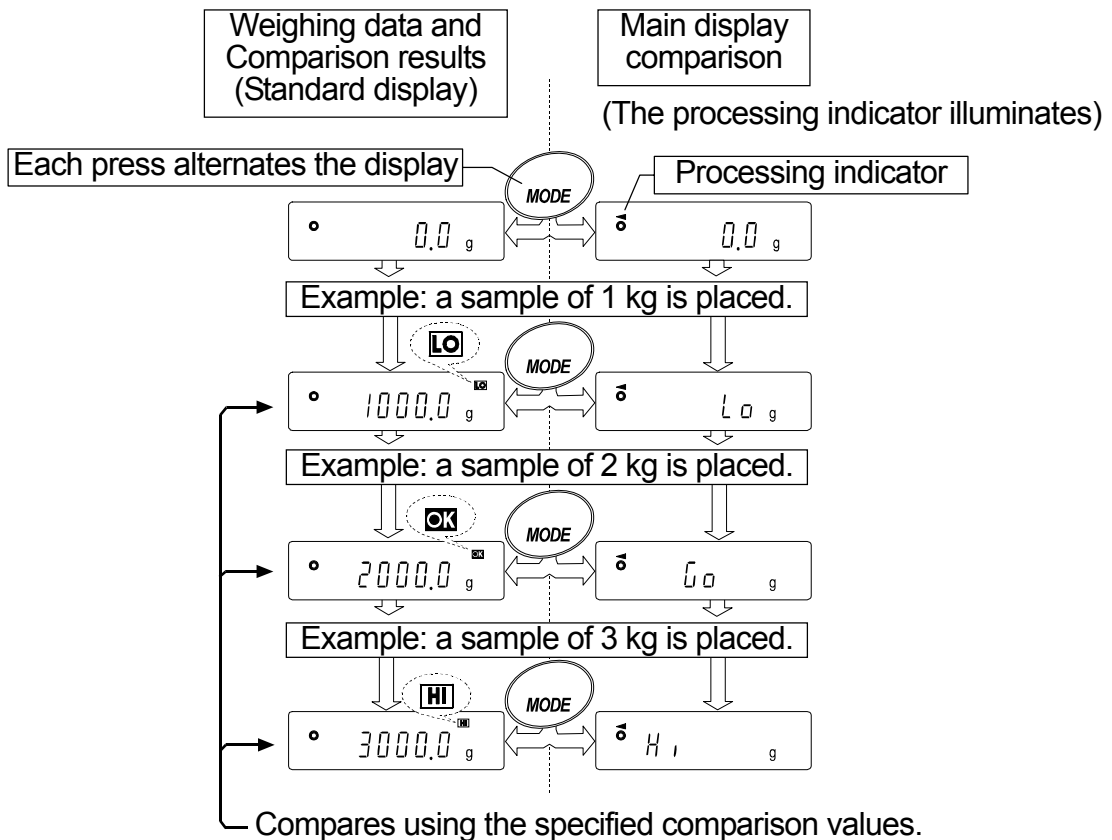 Weighing data and
Comparison results
(Standard display)
Main display
comparison
(The processing indicator illuminates)
Each press alternates the display
MODE
Processing indicator
0.0 g
0.0 g
Example: a sample of 1 kg is placed.
LO
MODE
LO
1000.0 g
Lo g
Example: a sample of 2 kg is placed.
OK
MODE
OK
2000.0 g
Go g
Example: a sample of 3 kg is placed.
HI
MODE
HI
3000.0 g
Hi g
Compares using the specified comparison values.